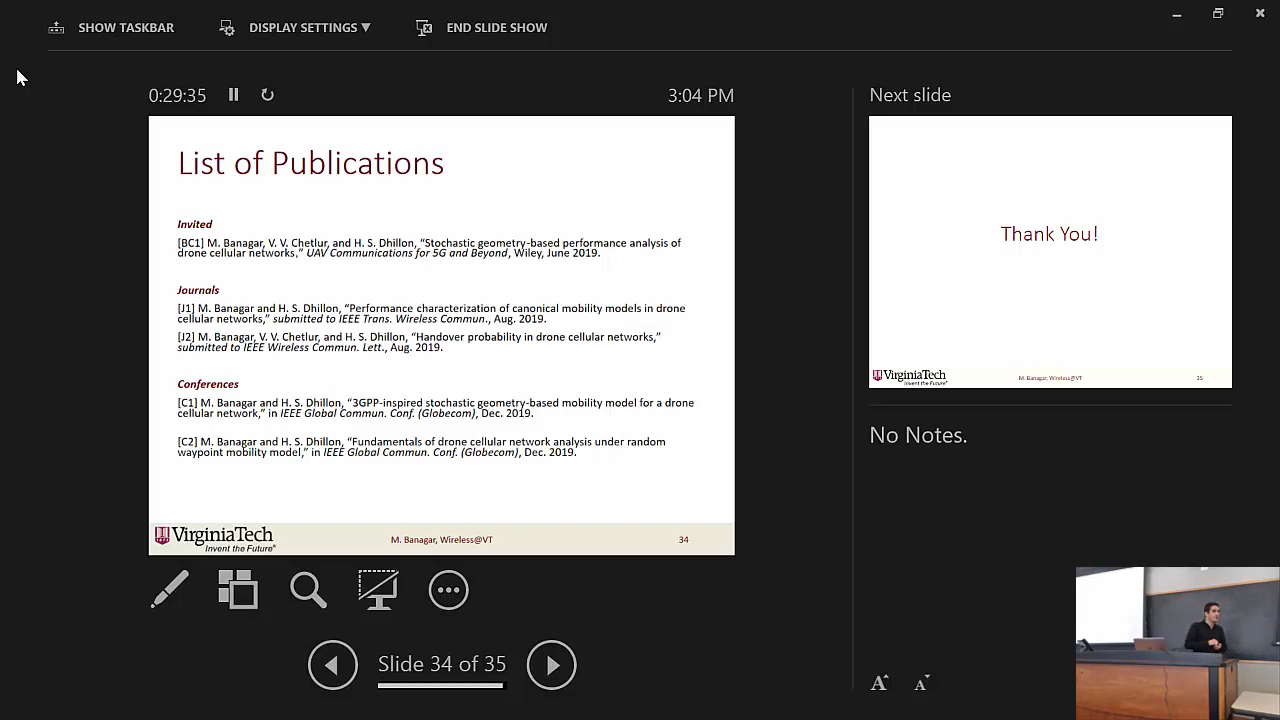 SHOW TASKBAR
DISPLAY SETTINGS ▼
END SLIDE SHOW
0:29:35
3:04 PM
List of Publications
Invited
[BC1] M. Banagar, V. V. Chetlur, and H. S. Dhillon, “Stochastic geometry-based performance analysis of
drone cellular networks,” UAV Communications for 5G and Beyond, Wiley, June 2019.
Journals
[J1] M. Banagar and H. S. Dhillon, “Performance characterization of canonical mobility models in drone
cellular networks,” submitted to IEEE Trans. Wireless Commun., Aug. 2019.
[J2] M. Banagar, V. V. Chetlur, and H. S. Dhillon, “Handover probability in drone cellular networks,”
submitted to IEEE Wireless Commun. Lett., Aug. 2019.
Conferences
[C1] M. Banagar and H. S. Dhillon, “3GPP-inspired stochastic geometry-based mobility model for a drone
cellular network,” in IEEE Global Commun. Conf. (Globecom), Dec. 2019.
[C2] M. Banagar and H. S. Dhillon, “Fundamentals of drone cellular network analysis under random
waypoint mobility model,” in IEEE Global Commun. Conf. (Globecom), Dec. 2019.
VirginiaTech
Invent the Future®
M. Banagar, Wireless@VT
34
Slide 34 of 35
Next slide
Thank You!
VirginiaTech
Invent the Future®
M. Banagar, Wireless@VT
35
No Notes.
A A